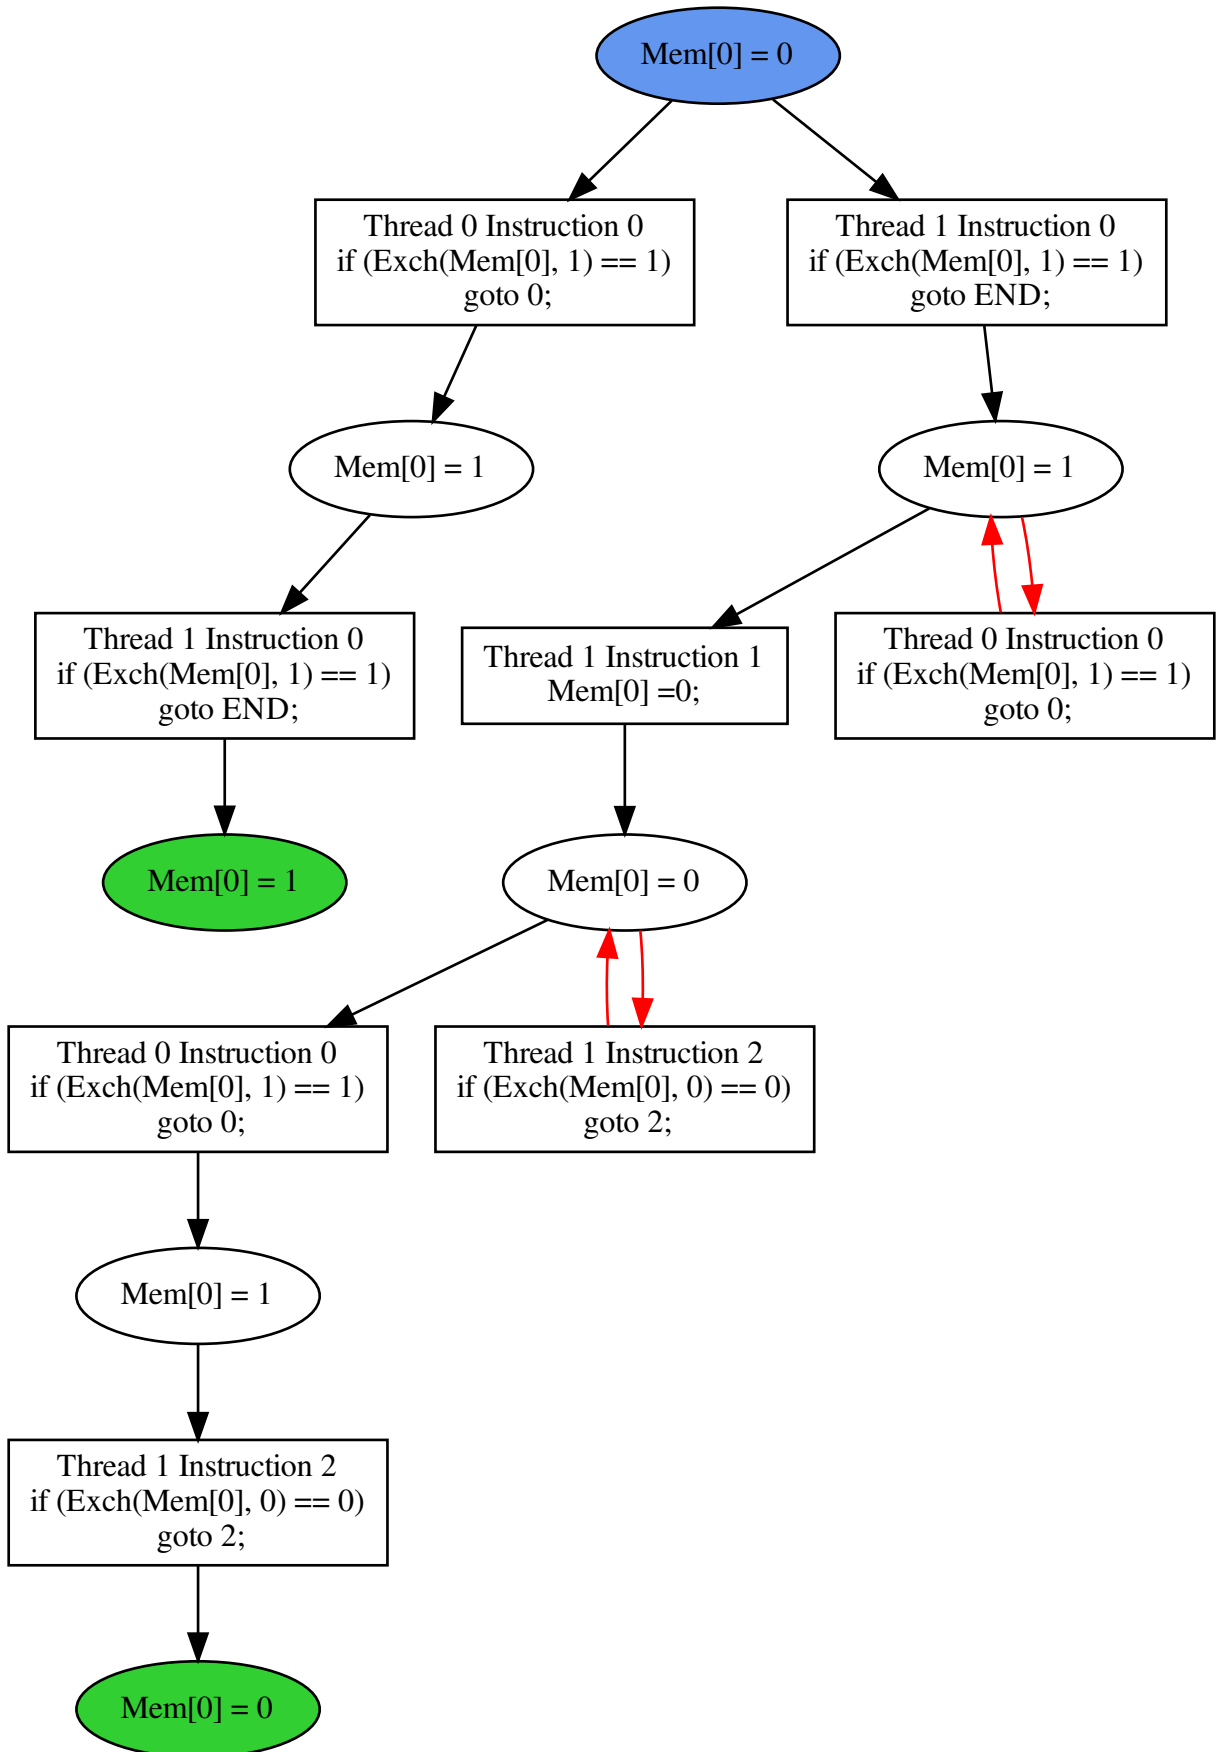 Mem[0] = 0
Thread 0 Instruction 0
if (Exch(Mem[0], 1) == 1)
goto 0;
Thread 1 Instruction 0
if (Exch(Mem[0], 1) == 1)
goto END;
Mem[0] = 1
Mem[0] = 1
Thread 1 Instruction 0
if (Exch(Mem[0], 1) == 1)
goto END;
Thread 1 Instruction 1
Mem[0] =0;
Thread 0 Instruction 0
if (Exch(Mem[0], 1) == 1)
goto 0;
Mem[0] = 1
Mem[0] = 0
Thread 0 Instruction 0
if (Exch(Mem[0], 1) == 1)
goto 0;
Thread 1 Instruction 2
if (Exch(Mem[0], 0) == 0)
goto 2;
Mem[0] = 1
Thread 1 Instruction 2
if (Exch(Mem[0], 0) == 0)
goto 2;
Mem[0] = 0